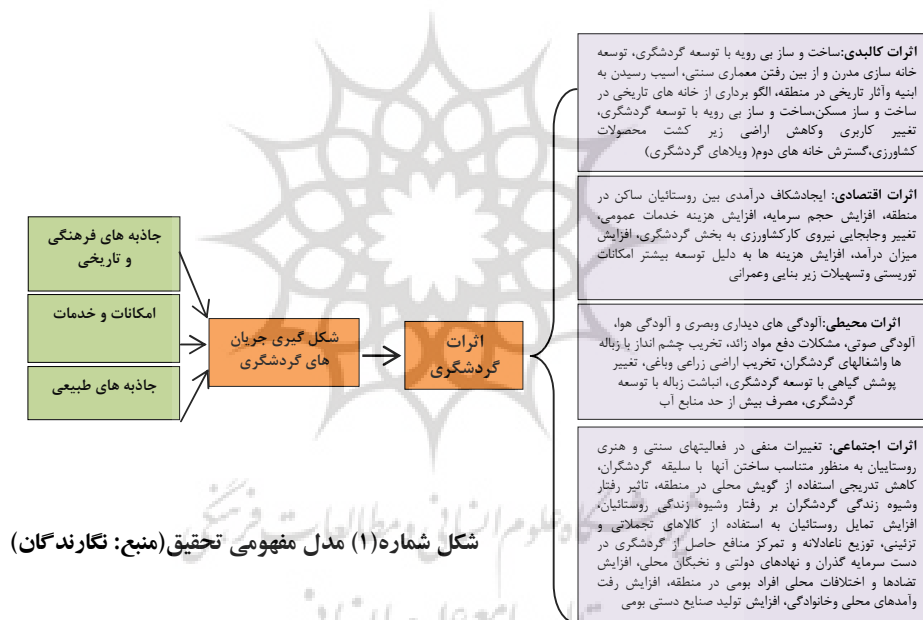 جاذبه های فرهنگی
و تاریخی
امکانات و خدمات
جاذبه های طبیعی
شکل گیری جریان
های گردشگری
اثرات
گردشگری
اثرات کالبدی:ساخت و ساز بی رویه با توسعه گردشگری، توسعه
خانه سازی مدرن و از بین رفتن معماری سنتی، اسیب رسیدن به
ابنیه وآثار تاریخی در منطقه، الگو برداری از خانه های تاریخی در
ساخت و ساز مسکن،ساخت و ساز بی رویه با توسعه گردشگری،
تغییر کاربری وکاهش اراضی زیر کشت محصولات
کشاورزی،گسترش خانه های دوم( ویلاهای گردشگری)
اثرات اقتصادی: ایجادشکاف درآمدی بین روستائیان ساکن در
منطقه، افزایش حجم سرمایه، افزایش هزینه خدمات عمومی،
تغییر وجابجایی نیروی کارکشاورزی به بخش گردشگری، افزایش
میزان درآمد، افزایش هزینه ها به دلیل توسعه بیشتر امکانات
توریستی وتسهیلات زیر بنایی وعمرانی
اثرات محیطی:آلودگی های دیداری وبصری و آلودگی هوا،
آلودگی صوتی، مشکلات دفع مواد زائد، تخریب چشم انداز با زباله
ها واشغالهای گردشگران، تخریب اراضی زراعی وباغی، تغییر
پوشش گیاهی با توسعه گردشگری، انباشت زباله با توسعه
گردشگری، مصرف بیش از حد منابع آب
اثرات اجتماعی: تغییرات منفی در فعالیتهای سنتی و هنری
روستاییان به منظور متناسب ساختن آنها با سلیقه گردشگران،
کاهش تدریجی استفاده از گویش محلی در منطقه، تاثیر رفتار
وشیوه زندگی گردشگران بر رفتار وشیوه زندگی روستائیان،
افزایش تمایل روستائیان به استفاده از کالاهای تجملاتی و
تزئینی، توزیع ناعادلانه و تمرکز منافع حاصل از گردشگری در
دست سرمایه گذران و نهادهای دولتی و نخبگان محلی، افزایش
تضادها و اختلافات محلی افراد بومی در منطقه، افزایش رفت
وآمدهای محلی وخانوادگی، افزایش تولید صنایع دستی بومی
پژوهشگاه علوم انسانی و مطالعات فرهنگی
شکل شماره(۱) مدل مفهومی تحقیق(منبع: نگارندگان)
پرتال جامع علوم انسانی